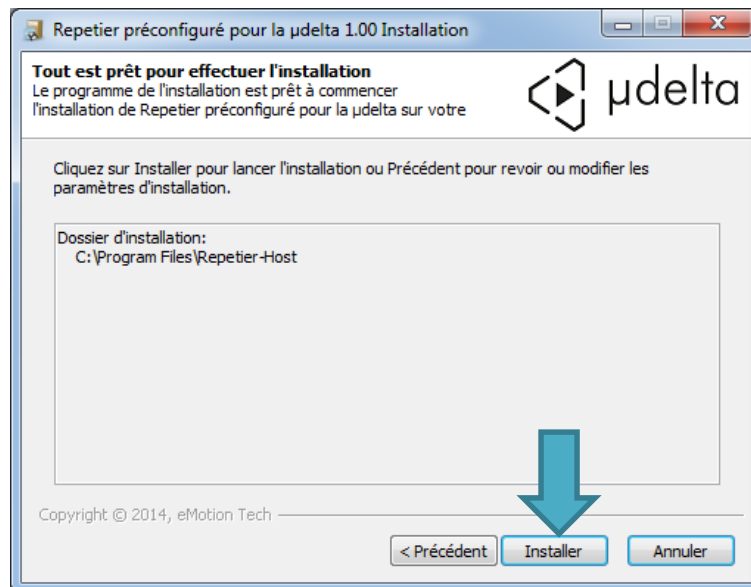 Repetier préconfiguré pour la µdelta 1.00 Installation
Tout est prêt pour effectuer l'installation
Le programme de l'installation est prêt à commencer
l'installation de Repetier préconfiguré pour la µdelta sur votre
µdelta
Cliquez sur Installer pour lancer l'installation ou Précédent pour revoir ou modifier les
paramètres d'installation.
Dossier d'installation:
C:\Program Files\Repetier-Host
Copyright © 2014, eMotion Tech
< Précédent Installer Annuler